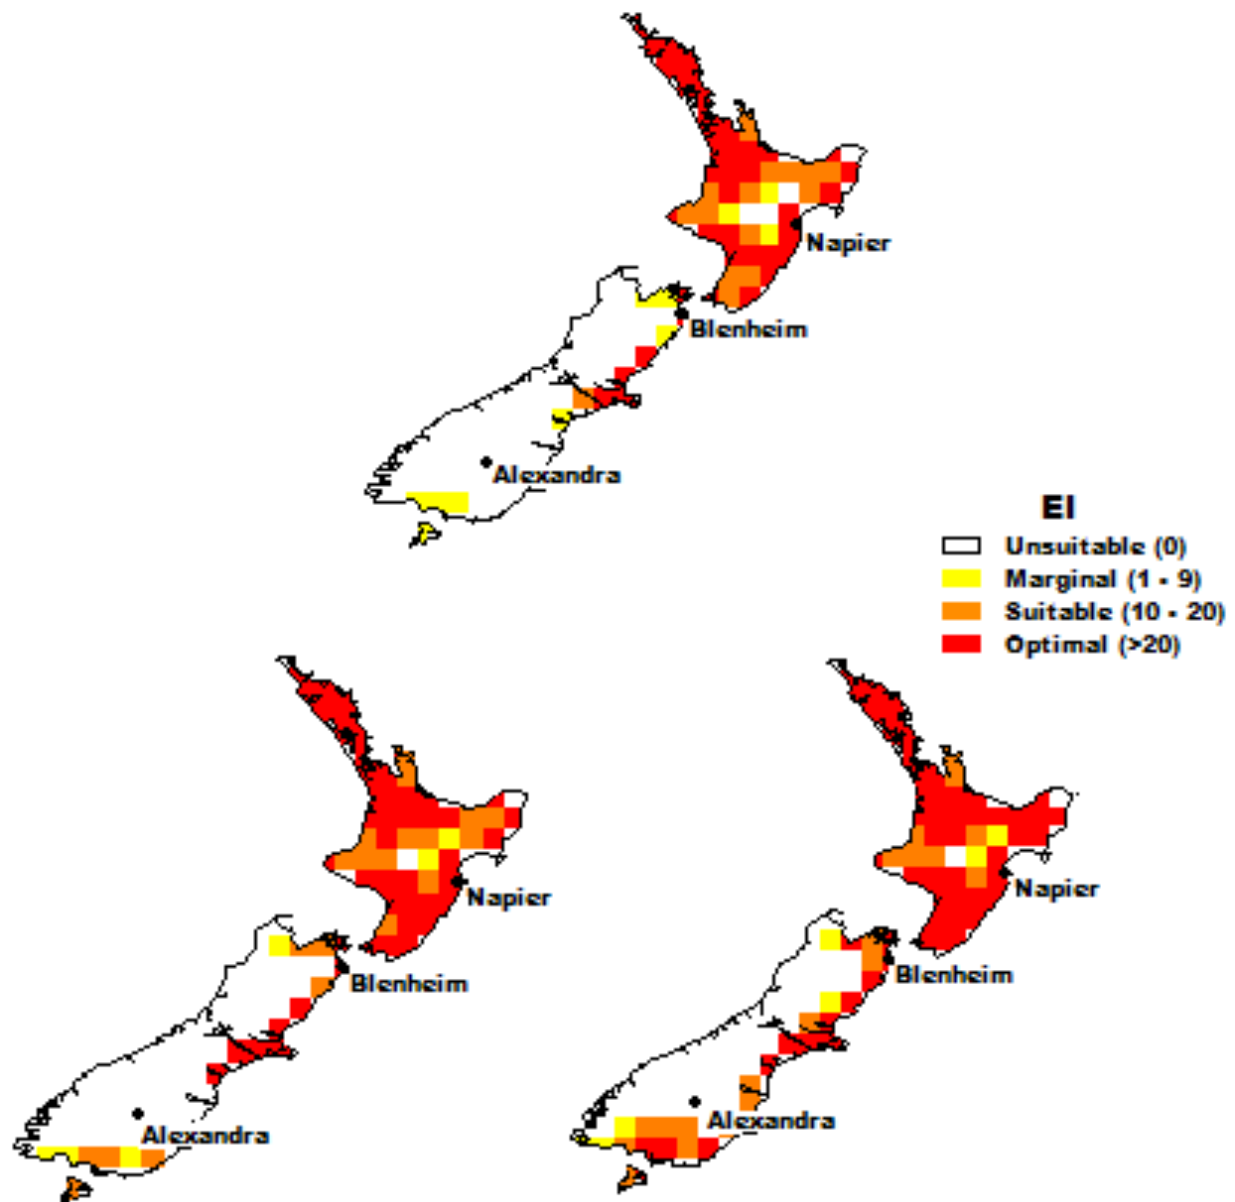 Napier
Blenheim
Alexandra
EI
Unsuitable (0)
Marginal (1 - 9)
Suitable (10 - 20)
Optimal (>20)
Napier
Blenheim
Alexandra
Napier
Blenheim
Alexandra